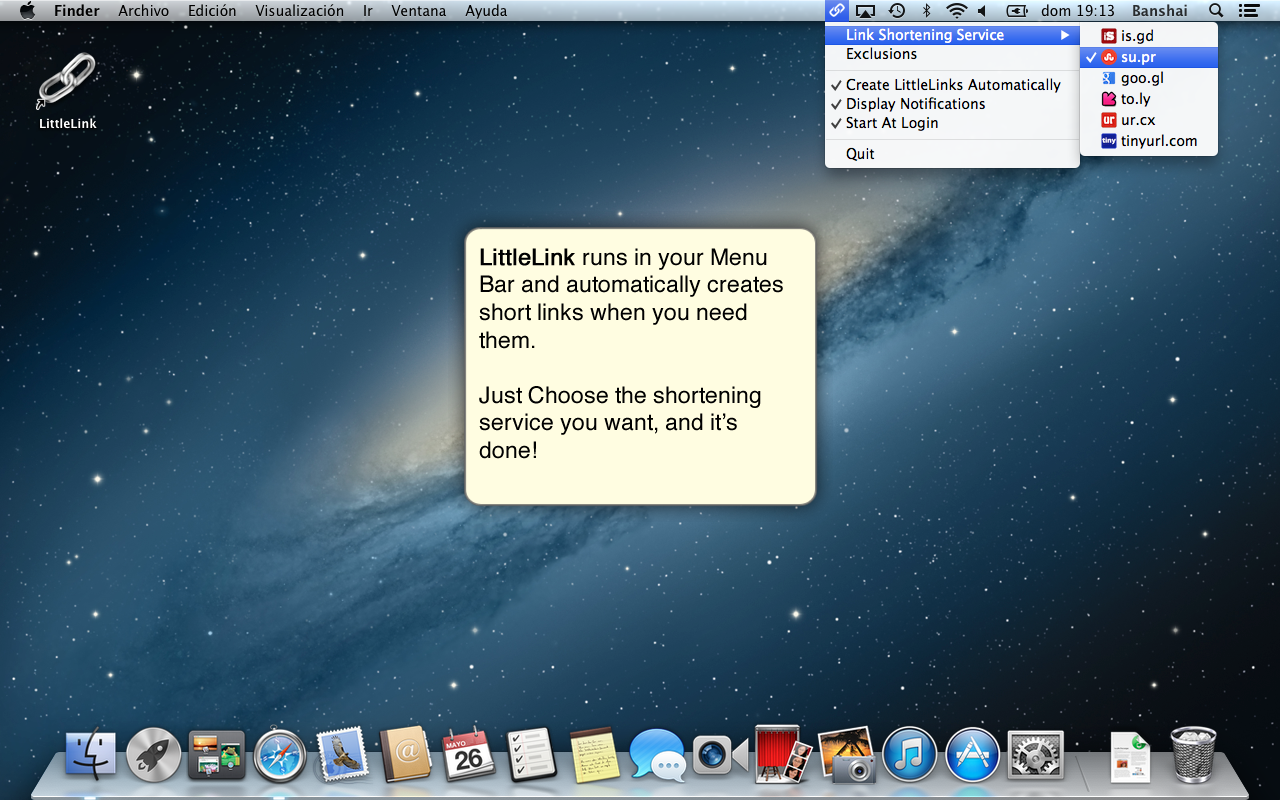 Finder Archivo Edición Visualización Ir Ventana Ayuda dom 19:13 Banshai
Link Shortening Service
Exclusions
Create LittleLinks Automatically
Display Notifications
Start At Login
Quit
is.gd
su.pr
goo.gl
to.ly
ur ur.cx
tiny tinyurl.com
LittleLink
LittleLink runs in your Menu
Bar and automatically creates
short links when you need
them.
Just Choose the shortening
service you want, and it's
done!
MAYO
26